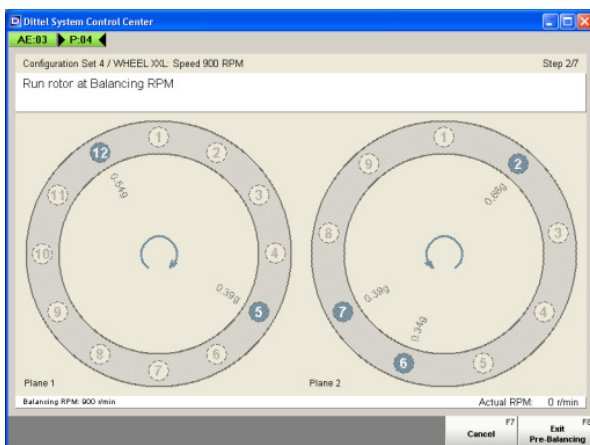 Dittel System Control Center
AE:03 P:04
Configuration Set 4 / WHEEL XXL: Speed 900 RPM Step 2/7
Run rotor at Balancing RPM
1
12 2
0.54g
11 3
10 4
0.39g
9 5
8 6
7
Plane 1
1
9 2
0.68g
8 3
0.39g
7 4
0.34g
6 5
Plane 2
Balancing RPM: 900 r/min Actual RPM: 0 r/min
F7
Cancel
F8
Exit
Pre-Balancing